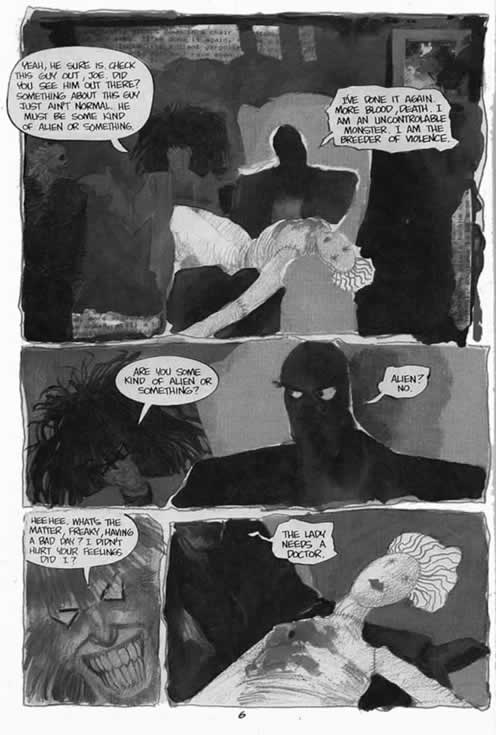 YEAH, HE SURE IS. CHECK
THIS GUY OUT, JOE. DID
YOU SEE HIM OUT THERE?
SOMETHING ABOUT THIS GUY
JUST AIN'T NORMAL. HE
MUST BE SOME KIND
OF ALIEN OR SOMETHING.
I'VE DONE IT AGAIN.
MORE BLOOD, DEATH. I
AM AN UNCONTROLABLE
MONSTER. I AM THE
BREEDER OF VIOLENCE.
ARE YOU SOME
KIND OF ALIEN OR
SOMETHING?
ALIEN?
NO.
HEEHEE. WHAT'S THE
MATTER, FREAKY, HAVING
A BAD DAY? I DIDN'T
HURT YOUR FEELINGS
DID I?
THE LADY
NEEDS A
DOCTOR.
6